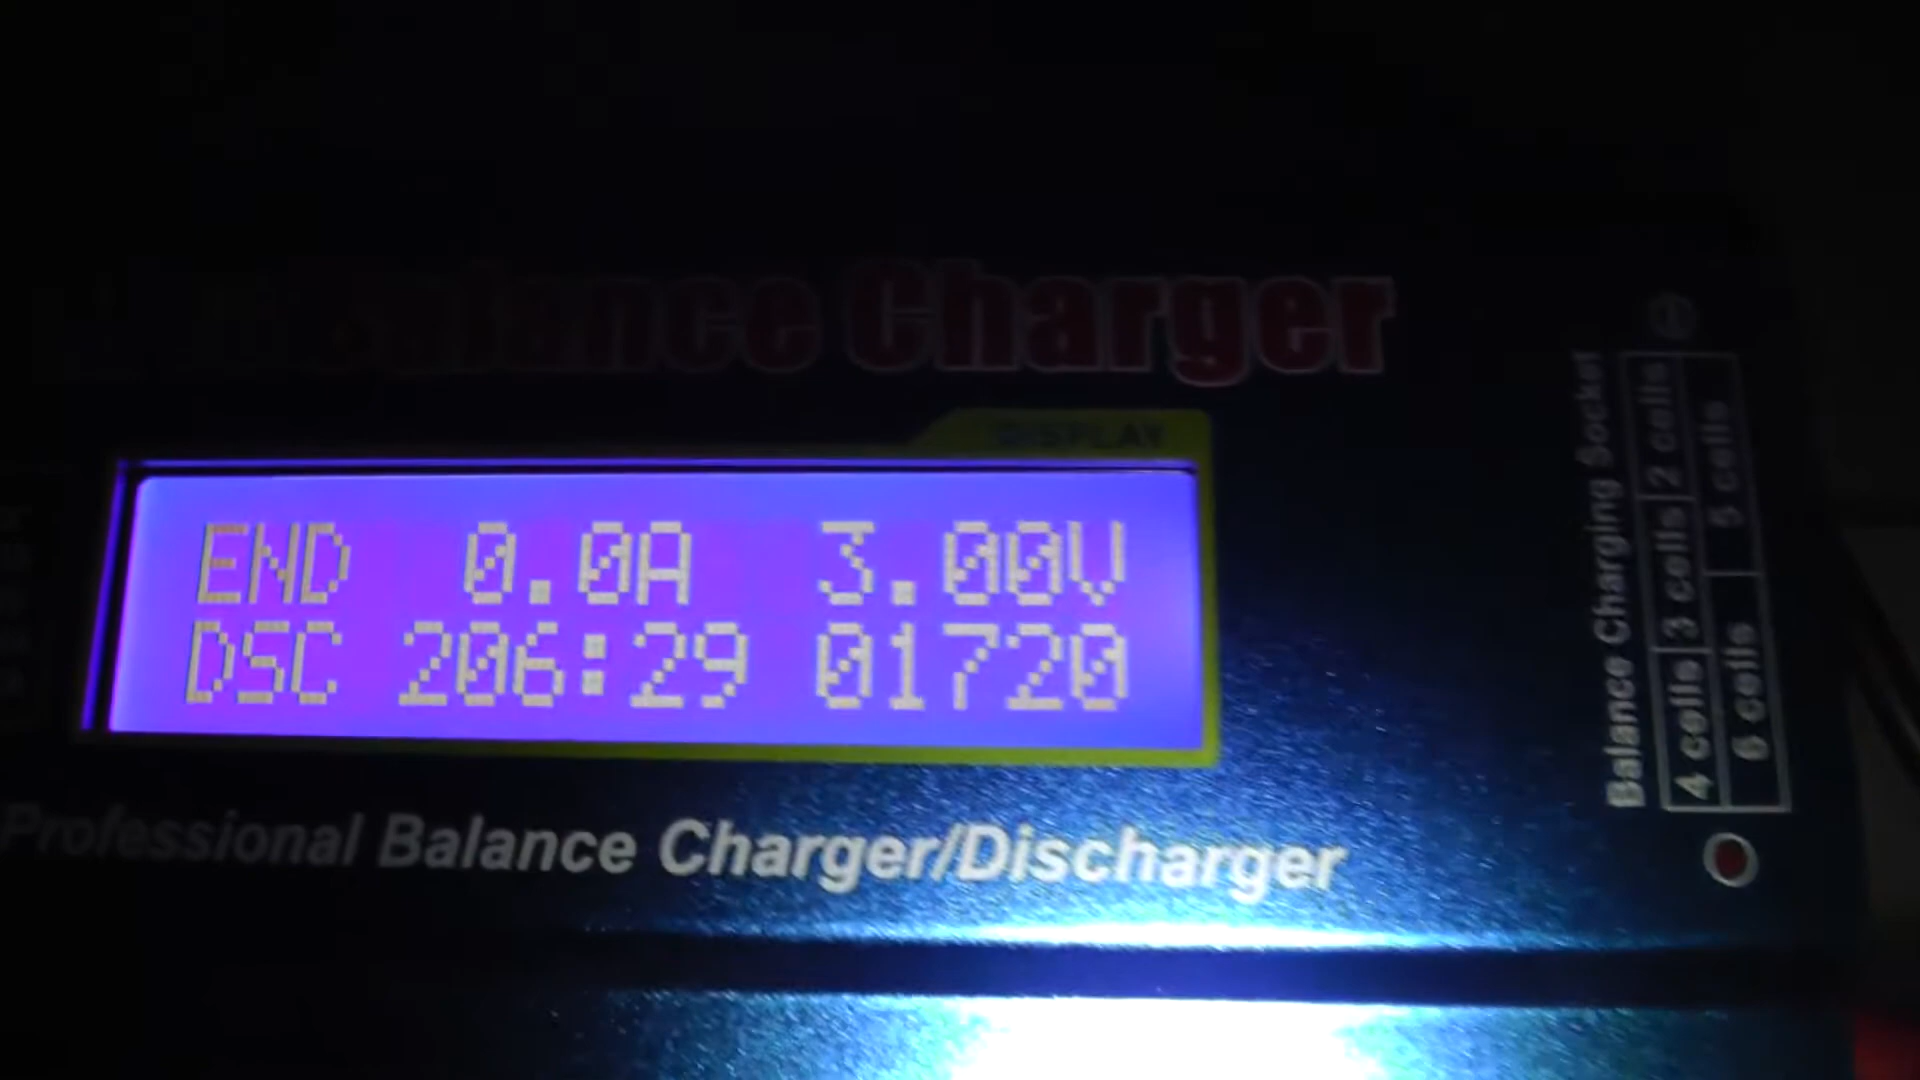 Balance Charger
DISPLAY
END 0.0A 3.00V
DSC 206:29 01720
Professional Balance Charger/Discharger
Balance Charging Socket
4 cells 3 cells 2 cells
6 cells 5 cells